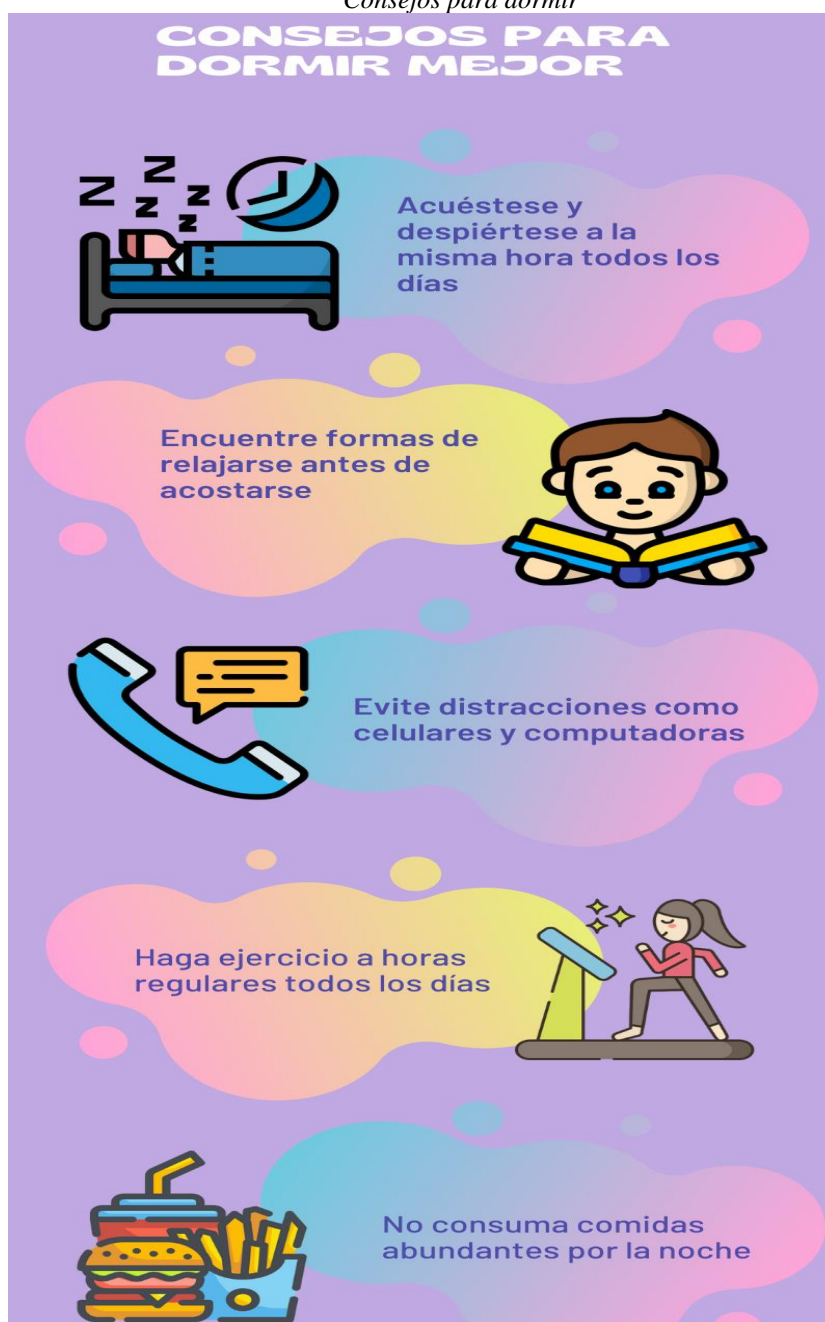 Consejos para dormir
CONSEJOS PARA
DORMIR MEJOR
Z Z Z Z Z
Acuéstese y
despiértese a la
misma hora todos los
días
Encuentre formas de
relajarse antes de
acostarse
Evite distracciones como
celulares y computadoras
Haga ejercicio a horas
regulares todos los días
No consuma comidas
abundantes por la noche